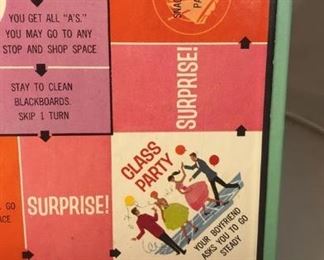 YOU GET ALL "A'S."
YOU MAY GO TO ANY
STOP AND SHOP SPACE
STAY TO CLEAN
BLACKBOARDS.
SKIP 1 TURN
SURPRISE!
SURPRISE!
CLASS
PARTY
YOUR BOYFRIEND
ASKS YOU TO GO
STEADY
GO